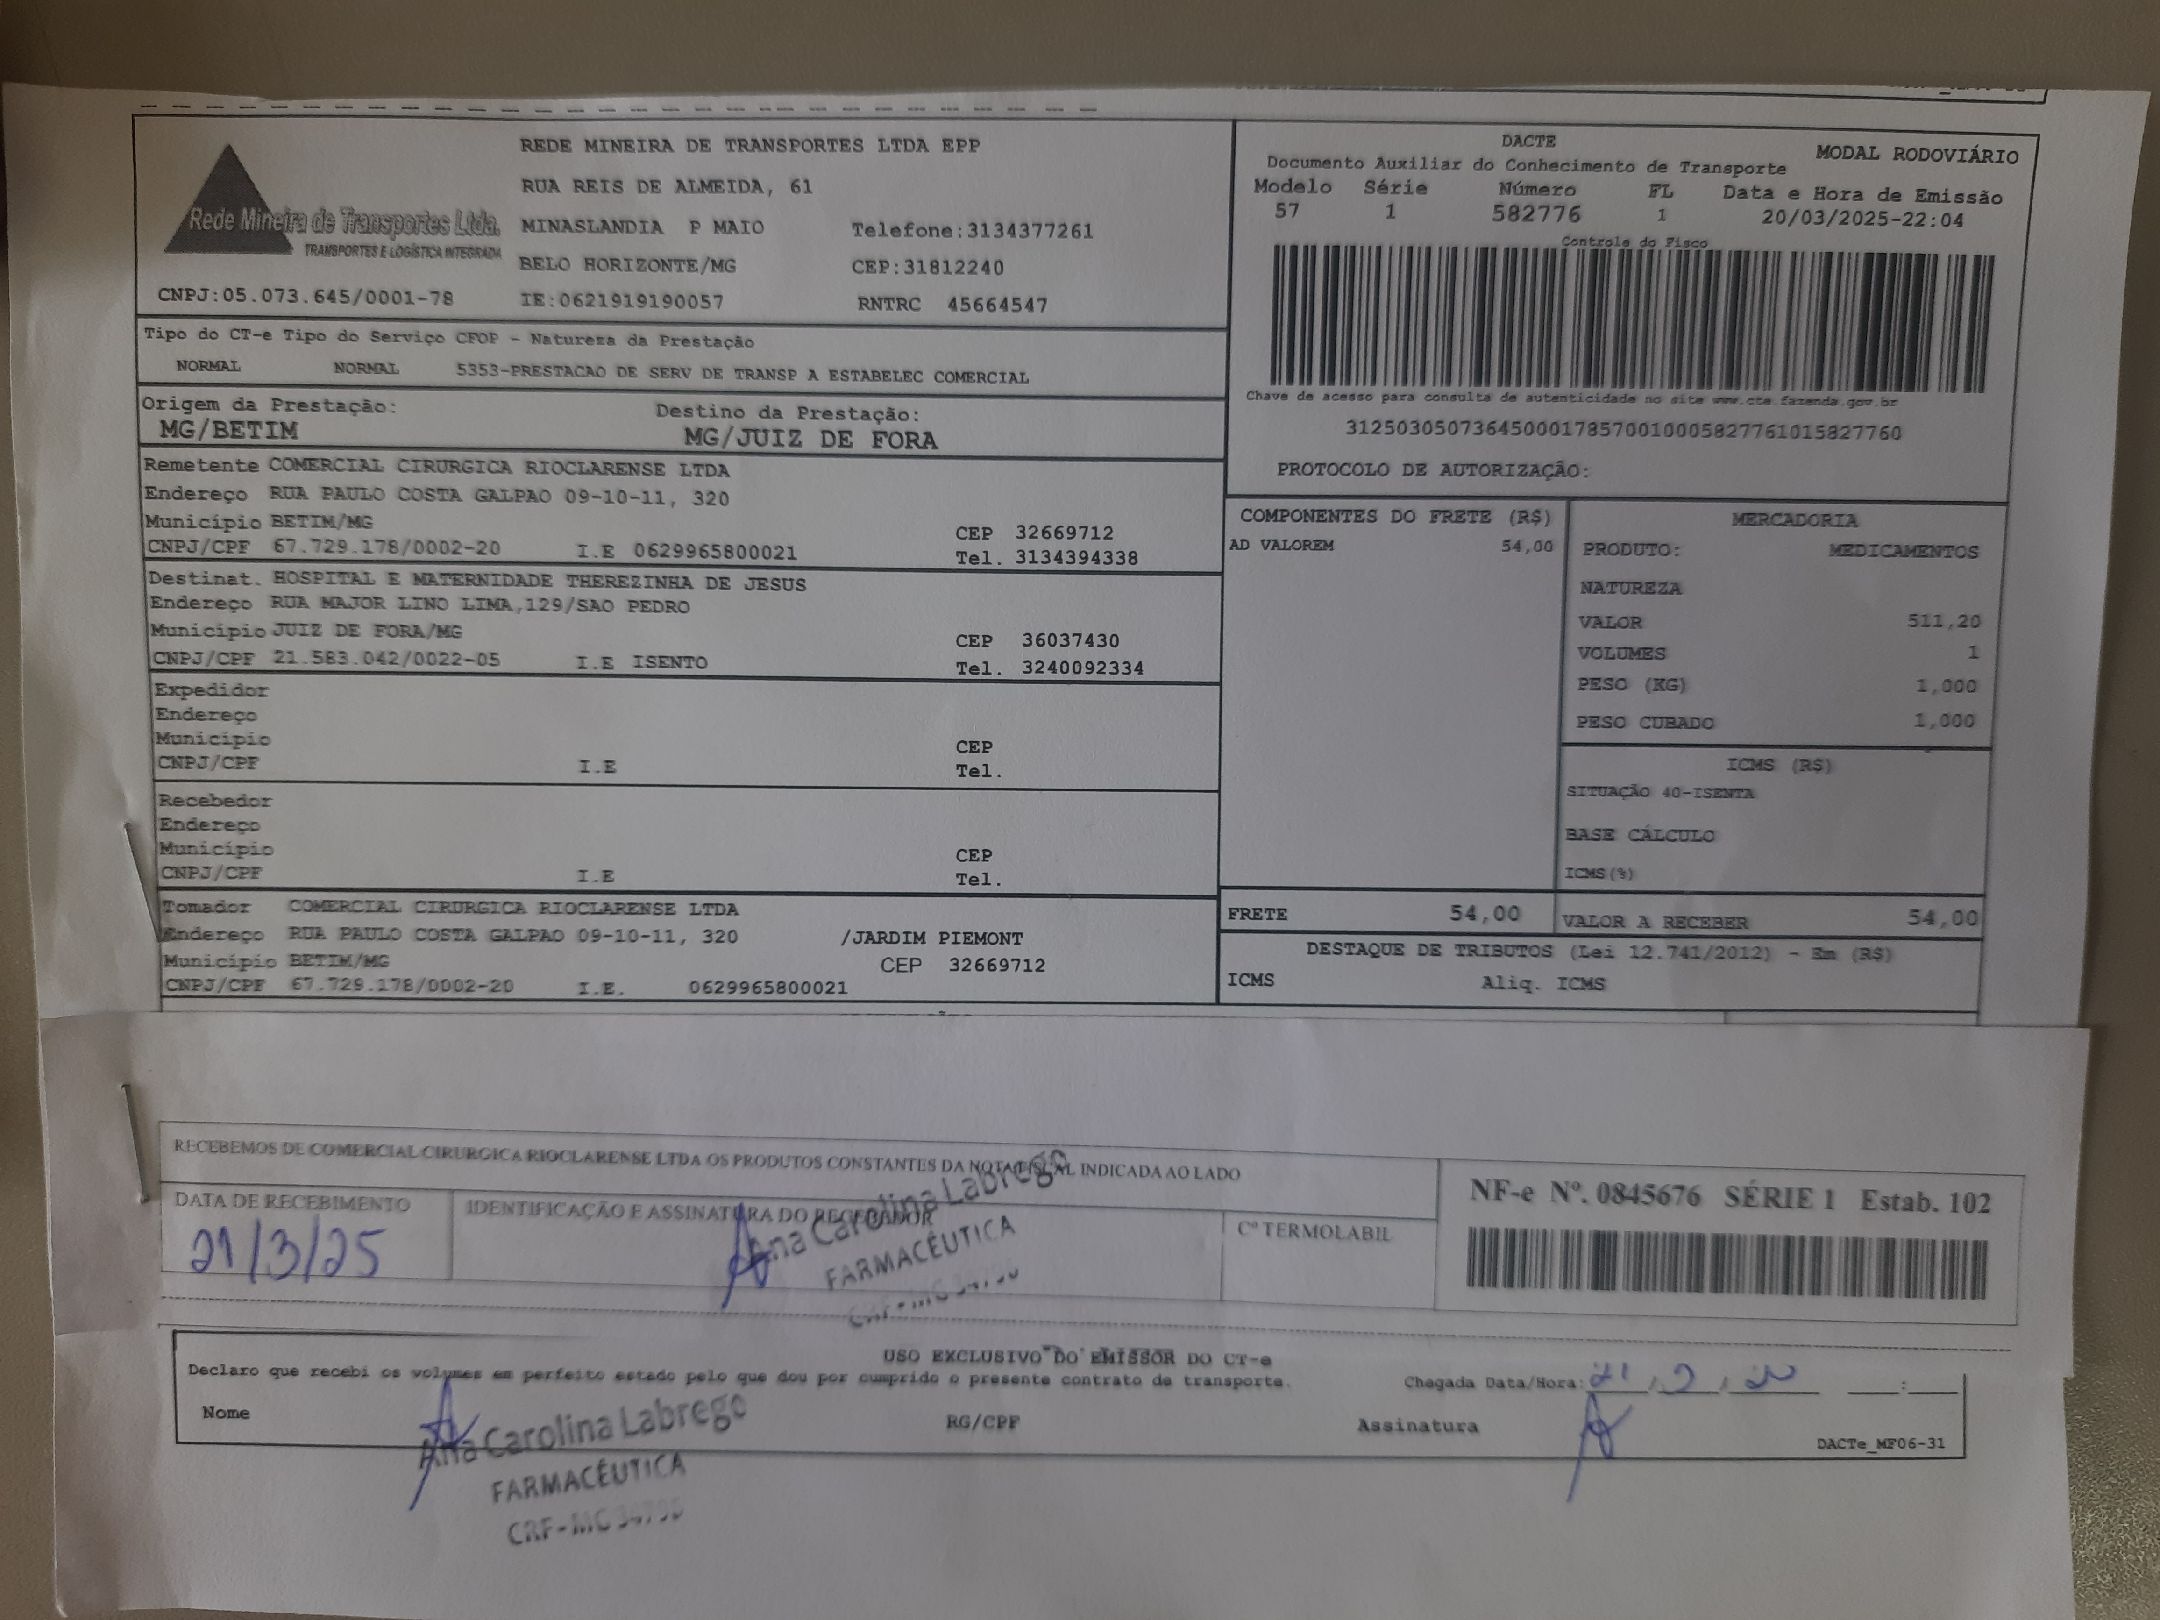 REDE MINEIRA DE TRANSPORTES LTDA EPP
RUA REIS DE ALMEIDA, 61
Rede Mineira de Transportes Ltda.
TRANSPORTES E LOGÍSTICA INTEGRADA
MINASLANDIA P MAIO Telefone:3134377261
BELO HORIZONTE/MG CEP:31812240
CNPJ:05.073.645/0001-78 IE:0621919190057 RNTRC 45664547
DACTE
Documento Auxiliar do Conhecimento de Transporte MODAL RODOVIÁRIO
Modelo Série Número FL Data e Hora de Emissão
57 1 582776 1 20/03/2025-22:04
Controle do Fisco
Chave de acesso para consulta de autenticidade no site www.cte.fazenda.gov.br
31250305073645000178570010005827761015827760
PROTOCOLO DE AUTORIZAÇÃO:
Tipo do CT-e Tipo do Serviço CFOP - Natureza da Prestação
NORMAL NORMAL 5353-PRESTACAO DE SERV DE TRANSP A ESTABELEC COMERCIAL
Origem da Prestação: Destino da Prestação:
MG/BETIM MG/JUIZ DE FORA
Remetente COMERCIAL CIRURGICA RIOCLARENSE LTDA
Endereço RUA PAULO COSTA GALPAO 09-10-11, 320
Município BETIM/MG CEP 32669712
CNPJ/CPF 67.729.178/0002-20 I.E 0629965800021 Tel. 3134394338
Destinat. HOSPITAL E MATERNIDADE THEREZINHA DE JESUS
Endereço RUA MAJOR LINO LIMA,129/SAO PEDRO
Município JUIZ DE FORA/MG CEP 36037430
CNPJ/CPF 21.583.042/0022-05 I.E ISENTO Tel. 3240092334
Expedidor
Endereço
Município CEP
CNPJ/CPF I.E Tel.
Recebedor
Endereço
Município CEP
CNPJ/CPF I.E Tel.
Tomador COMERCIAL CIRURGICA RIOCLARENSE LTDA
Endereço RUA PAULO COSTA GALPAO 09-10-11, 320 /JARDIM PIEMONT
Município BETIM/MG CEP 32669712
CNPJ/CPF 67.729.178/0002-20 I.E. 0629965800021
COMPONENTES DO FRETE (R$)
AD VALOREM 54,00
MERCADORIA
PRODUTO: MEDICAMENTOS
NATUREZA
VALOR 511,20
VOLUMES 1
PESO (KG) 1,000
PESO CUBADO 1,000
ICMS (R$)
SITUAÇÃO 40-ISENTA
BASE CÁLCULO
ICMS(%)
FRETE 54,00 VALOR A RECEBER 54,00
DESTAQUE DE TRIBUTOS (Lei 12.741/2012) - Em (R$)
ICMS Aliq. ICMS
RECEBEMOS DE COMERCIAL CIRURGICA RIOCLARENSE LTDA OS PRODUTOS CONSTANTES DA NOTA FISCAL INDICADA AO LADO
DATA DE RECEBIMENTO IDENTIFICAÇÃO E ASSINATURA DO RECEBEDOR Cº TERMOLABIL
21/3/25
Ana Carolina Labrego
FARMACÊUTICA
NF-e Nº. 0845676 SÉRIE 1 Estab. 102
USO EXCLUSIVO DO EMISSOR DO CT-e
Declaro que recebi os volumes em perfeito estado pelo que dou por cumprido o presente contrato de transporte. Chegada Data/Hora:
Nome RG/CPF Assinatura
DACTe_MF06-31
Ana Carolina Labrego
FARMACÊUTICA